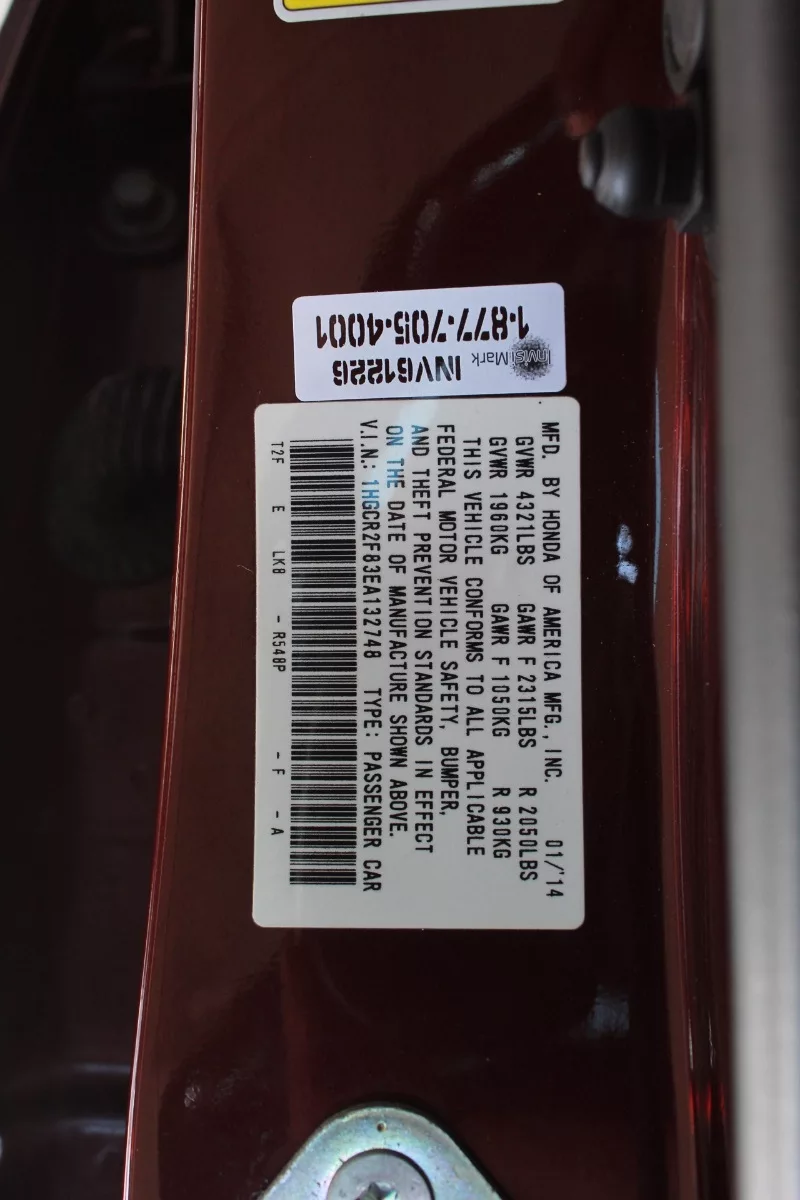 1·877·705·4001
INV61226
InvisiMark
MFD. BY HONDA OF AMERICA MFG., INC. 01/'14
GVWR 4321LBS GAWR F 2315LBS R 2050LBS
GVWR 1960KG GAWR F 1050KG R 930KG
THIS VEHICLE CONFORMS TO ALL APPLICABLE
FEDERAL MOTOR VEHICLE SAFETY, BUMPER,
AND THEFT PREVENTION STANDARDS IN EFFECT
ON THE DATE OF MANUFACTURE SHOWN ABOVE.
V.I.N.: 1HGCR2F83EA132748 TYPE: PASSENGER CAR
T2F E LK8 - R548P - F - A